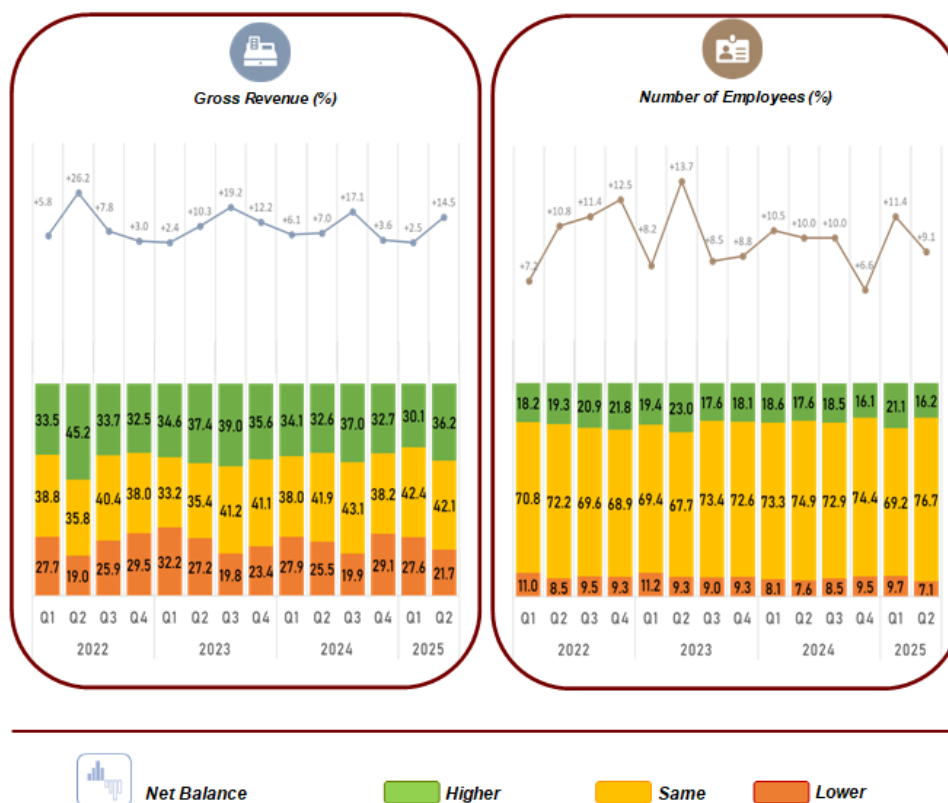 Gross Revenue (%)
+5.8 +26.2 +7.8 +3.0 +2.4 +10.3 +19.2 +12.2 +6.1 +7.0 +17.1 +3.6 +2.5 +14.5
33.5 45.2 33.7 32.5 34.6 37.4 39.0 35.6 34.1 32.6 37.0 32.7 30.1 36.2
38.8 35.8 40.4 38.0 33.2 35.4 41.2 41.1 38.0 41.9 43.1 38.2 42.4 42.1
27.7 19.0 25.9 29.5 32.2 27.2 19.8 23.4 27.9 25.5 19.9 29.1 27.6 21.7
Q1 Q2 Q3 Q4 Q1 Q2 Q3 Q4 Q1 Q2 Q3 Q4 Q1 Q2
2022 2023 2024 2025
Number of Employees (%)
+7.2 +10.8 +11.4 +12.5 +8.2 +13.7 +8.5 +8.8 +10.5 +10.0 +10.0 +6.6 +11.4 +9.1
18.2 19.3 20.9 21.8 19.4 23.0 17.6 18.1 18.6 17.6 18.5 16.1 21.1 16.2
70.8 72.2 69.6 68.9 69.4 67.7 73.4 72.6 73.3 74.9 72.9 74.4 69.2 76.7
11.0 8.5 9.5 9.3 11.2 9.3 9.0 9.3 8.1 7.6 8.5 9.5 9.7 7.1
Q1 Q2 Q3 Q4 Q1 Q2 Q3 Q4 Q1 Q2 Q3 Q4 Q1 Q2
2022 2023 2024 2025
Net Balance Higher Same Lower